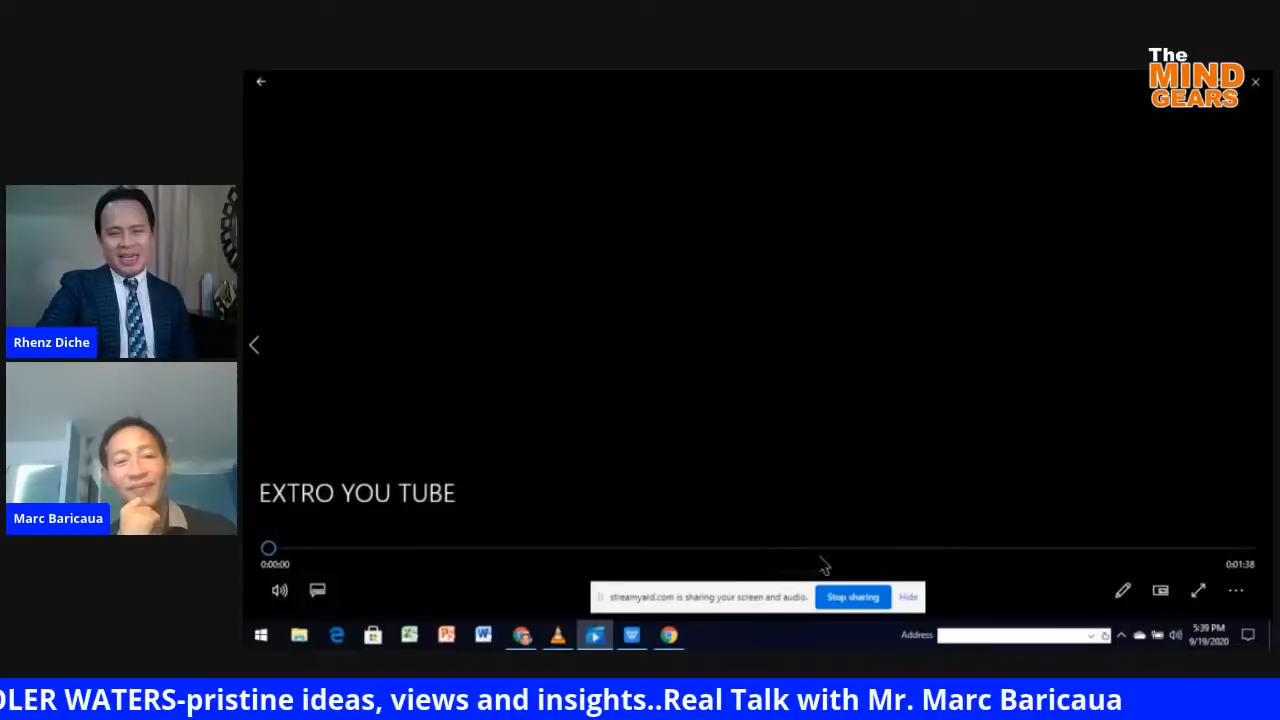 The
MIND
GEARS
Rhenz Diche
Marc Baricaua
EXTRO YOU TUBE
0:00:00
0:01:38
streamyard.com is sharing your screen and audio.
Stop sharing
Hide
Address
5:39 PM
9/19/2020
DLER WATERS-pristine ideas, views and insights..Real Talk with Mr. Marc Baricaua